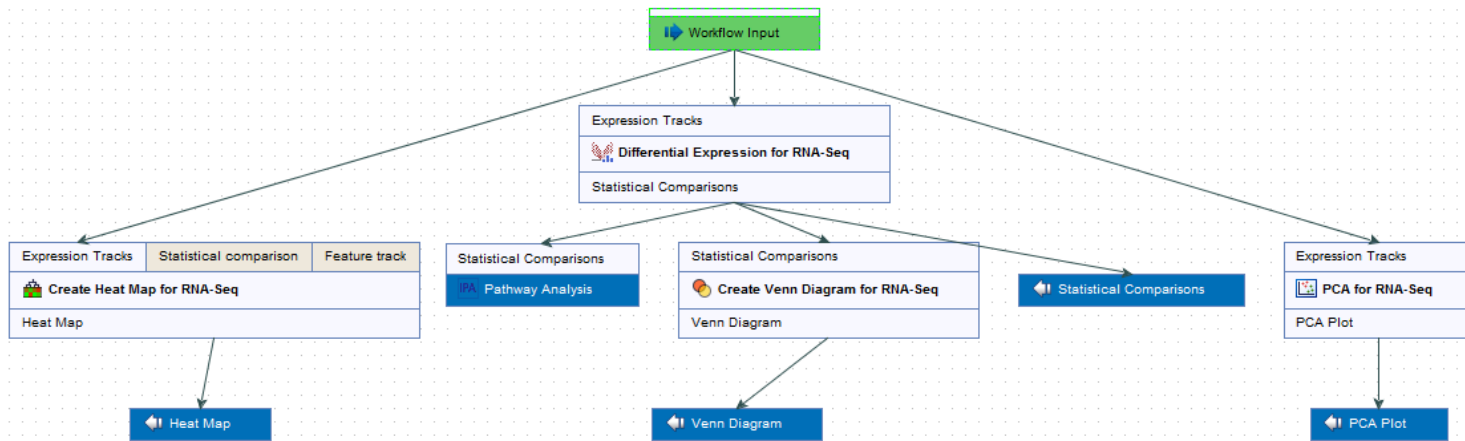 Workflow Input
Expression Tracks
Differential Expression for RNA-Seq
Statistical Comparisons
Expression Tracks Statistical comparison Feature track
Create Heat Map for RNA-Seq
Heat Map
Statistical Comparisons
IPA Pathway Analysis
Statistical Comparisons
Create Venn Diagram for RNA-Seq
Venn Diagram
Statistical Comparisons
Expression Tracks
PCA for RNA-Seq
PCA Plot
Heat Map
Venn Diagram
PCA Plot